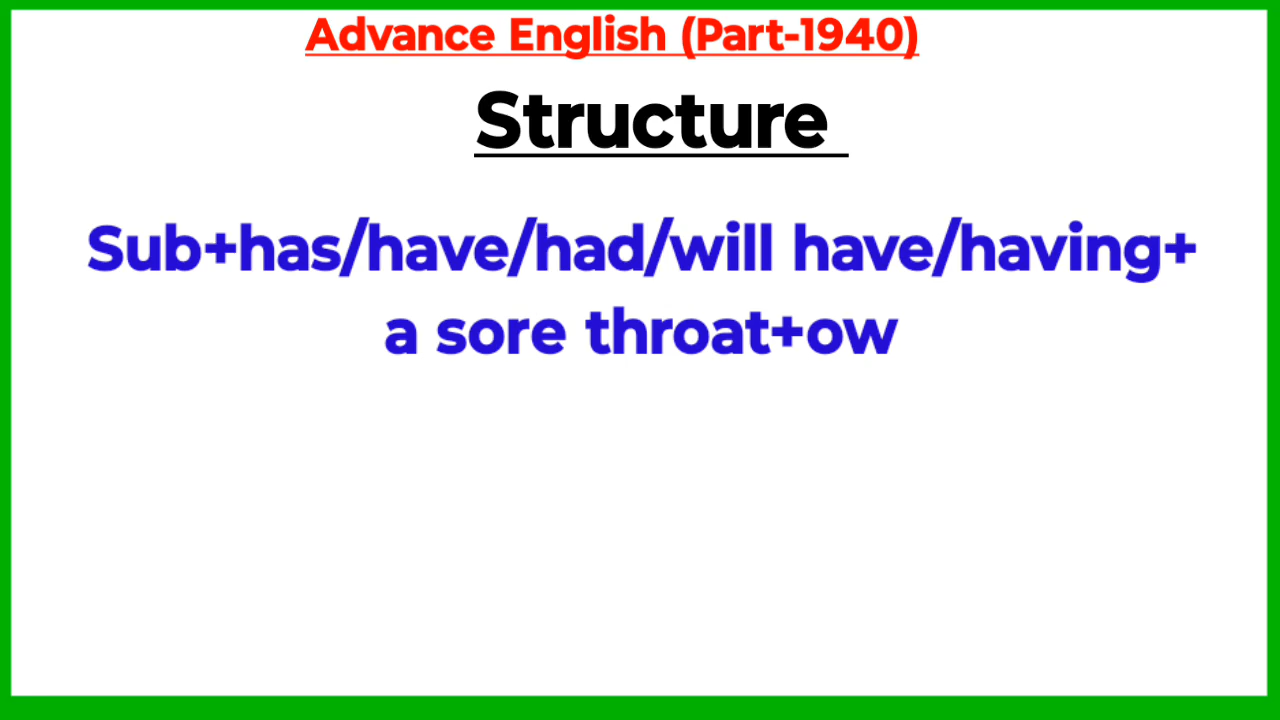 Advance English (Part-1940)
Structure
Sub+has/have/had/will have/having+
a sore throat+ow